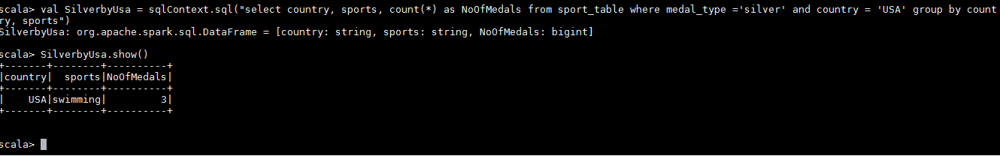 scala> val SilverbyUsa = sqlContext.sql("select country, sports, count(*) as NoOfMedals from sport_table where medal_type ='silver' and country = 'USA' group by count
ry, sports")
SilverbyUsa: org.apache.spark.sql.DataFrame = [country: string, sports: string, NoOfMedals: bigint]
scala> SilverbyUsa.show()
+-------+--------+----------+
|country|  sports|NoOfMedals|
+-------+--------+----------+
|    USA|swimming|         3|
+-------+--------+----------+
scala>